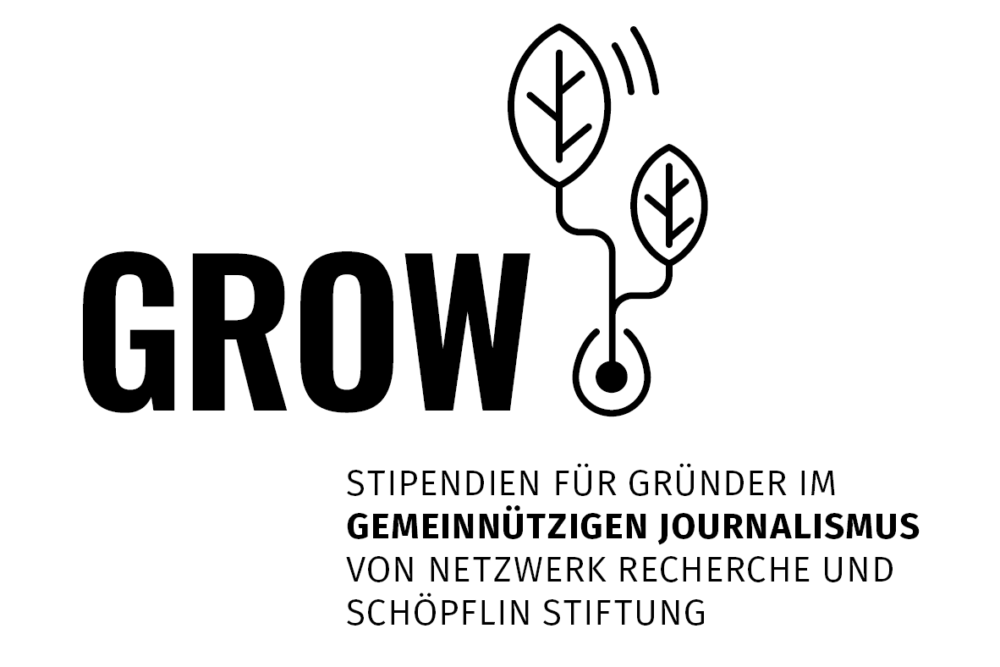 GROW
STIPENDIEN FÜR GRÜNDER IM
GEMEINNÜTZIGEN JOURNALISMUS
VON NETZWERK RECHERCHE UND
SCHÖPFLIN STIFTUNG